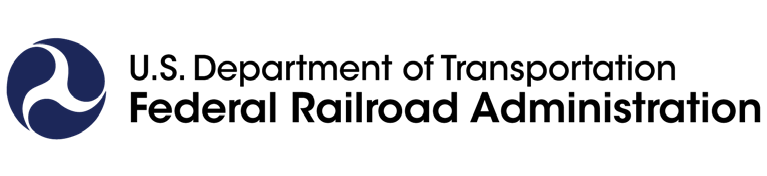 U.S. Department of Transportation
Federal Railroad Administration